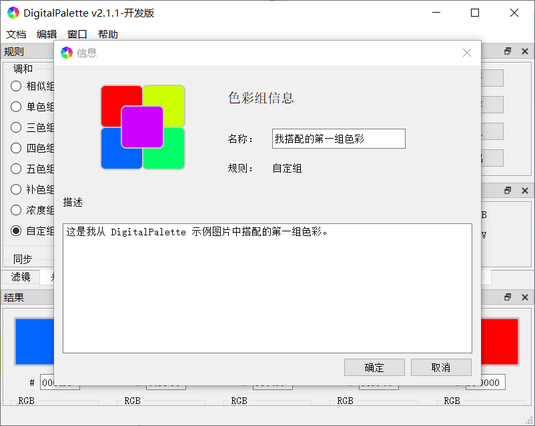 DigitalPalette v2.1.1-开发版
文档 编辑 窗口 帮助
规则
信息
调和
相似组
单色组
三色组
四色组
五色组
补色组
浓度组
自定组
同步
滤镜
色彩组信息
名称： 我搭配的第一组色彩
规则： 自定组
描述
这是我从 DigitalPalette 示例图片中搭配的第一组色彩。
确定 取消
结果
#
RGB RGB RGB RGB RGB